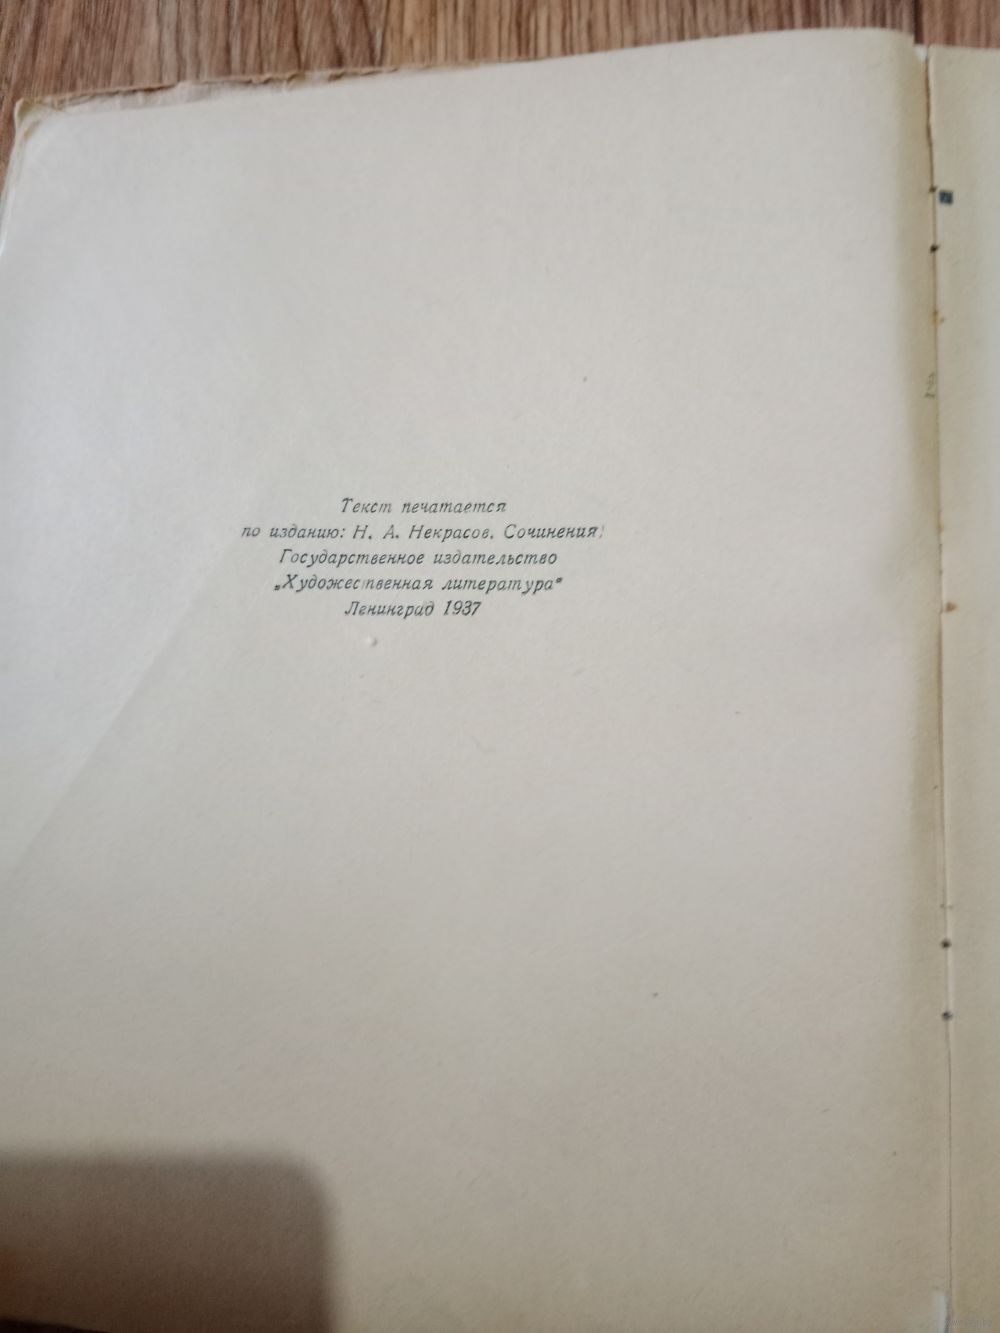 Текст печатается
по изданию: Н. А. Некрасов. Сочинения.
Государственное издательство
„Художественная литература“
Ленинград 1937